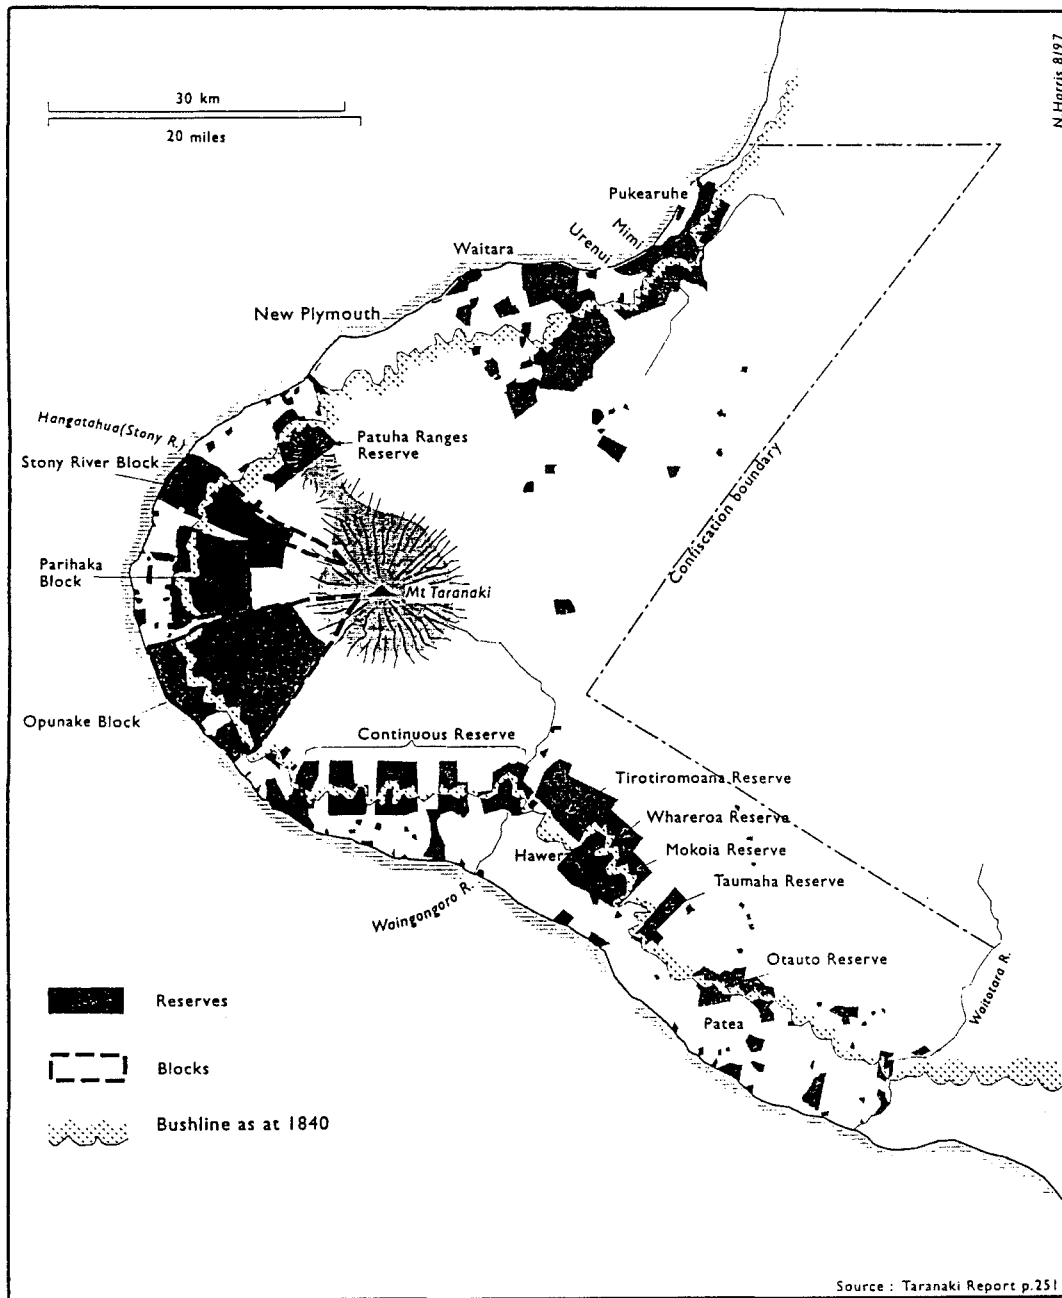 N Harris 8/97
30 km
20 miles
Pukearuhe
Mimi
Urenui
Waitara
New Plymouth
Hangatahua (Stony R.)
Patuha Ranges
Reserve
Stony River Block
Confiscation boundary
Parihaka
Block
Mt Taranaki
Opunake Block
Continuous Reserve
Tirotiromoana Reserve
Whareroa Reserve
Hawer
Mokoia Reserve
Taumaha Reserve
Waingongoro R.
Otauto Reserve
Waitotara R.
Reserves
Patea
Blocks
Bushline as at 1840
Source : Taranaki Report p.251